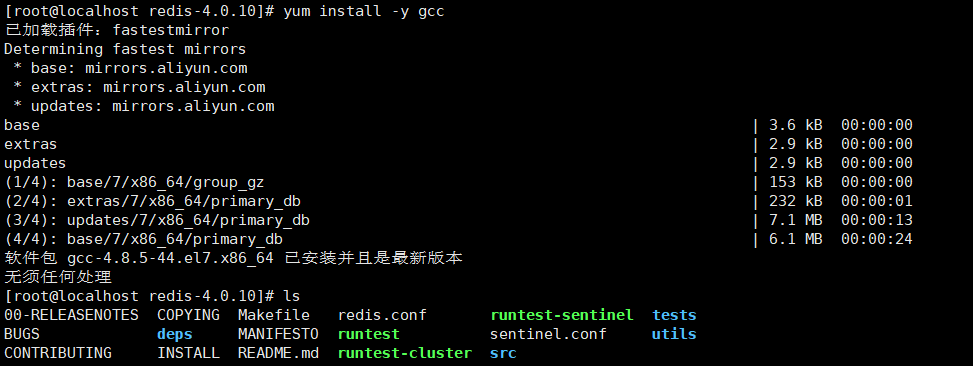 [root@localhost redis-4.0.10]# yum install -y gcc
已加载插件：fastestmirror
Determining fastest mirrors
 * base: mirrors.aliyun.com
 * extras: mirrors.aliyun.com
 * updates: mirrors.aliyun.com
base | 3.6 kB 00:00:00
extras | 2.9 kB 00:00:00
updates | 2.9 kB 00:00:00
(1/4): base/7/x86_64/group_gz | 153 kB 00:00:00
(2/4): extras/7/x86_64/primary_db | 232 kB 00:00:01
(3/4): updates/7/x86_64/primary_db | 7.1 MB 00:00:13
(4/4): base/7/x86_64/primary_db | 6.1 MB 00:00:24
软件包 gcc-4.8.5-44.el7.x86_64 已安装并且是最新版本
无须任何处理
[root@localhost redis-4.0.10]# ls
00-RELEASENOTES COPYING Makefile redis.conf runtest-sentinel tests
BUGS deps MANIFESTO runtest sentinel.conf utils
CONTRIBUTING INSTALL README.md runtest-cluster src